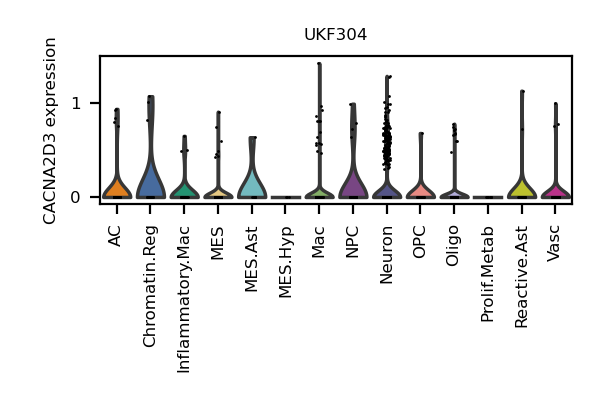 UKF304
CACNA2D3 expression
1
0
AC
Chromatin.Reg
Inflammatory.Mac
MES
MES.Ast
MES.Hyp
Mac
NPC
Neuron
OPC
Oligo
Prolif.Metab
Reactive.Ast
Vasc